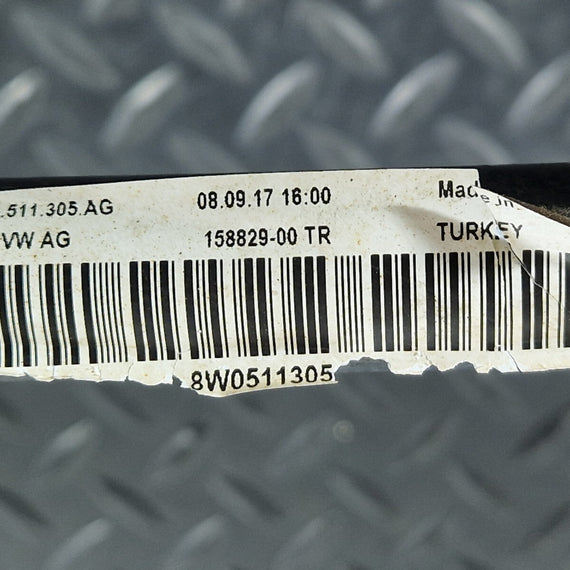 .511.305.AG 08.09.17 16:00 Made in
VW AG 158829-00 TR TURKEY
8W0511305